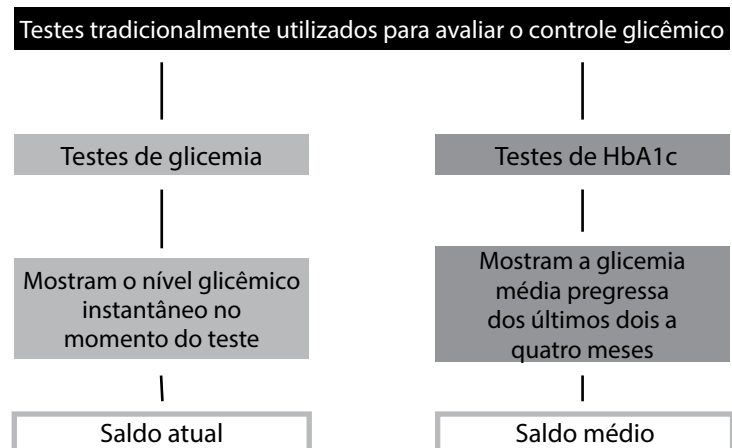 Testes tradicionalmente utilizados para avaliar o controle glicêmico
Testes de glicemia
Testes de HbA1c
Mostram o nível glicêmico
instantâneo no
momento do teste
Mostram a glicemia
média pregressa
dos últimos dois a
quatro meses
Saldo atual
Saldo médio